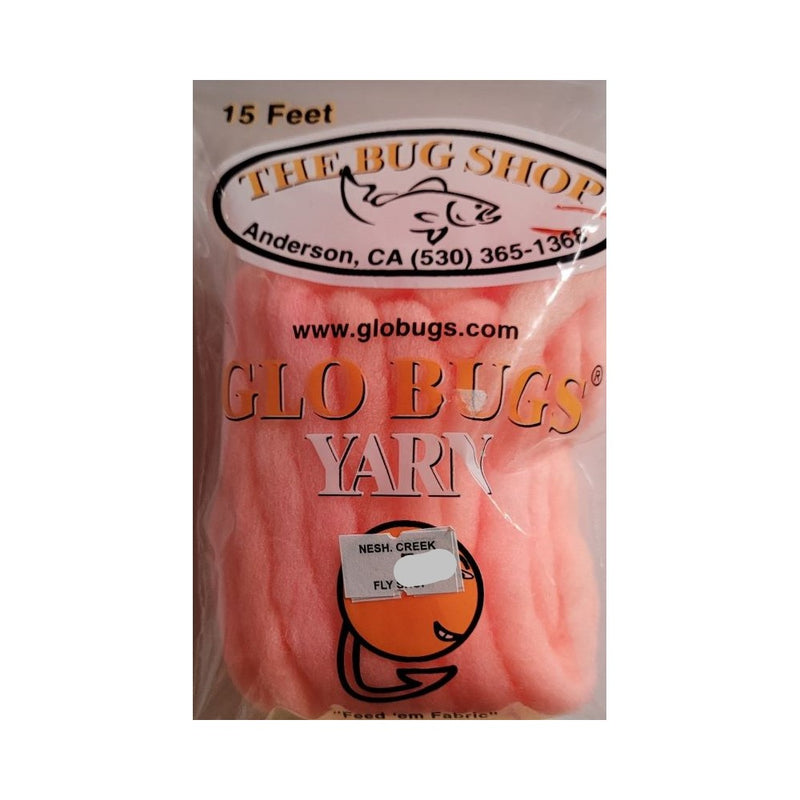 15 Feet
THE BUG SHOP
Anderson, CA (530) 365-1368
www.globugs.com
GLO BUGS®
YARN
NESH. CREEK
FLY
"Feed 'em Fabric"